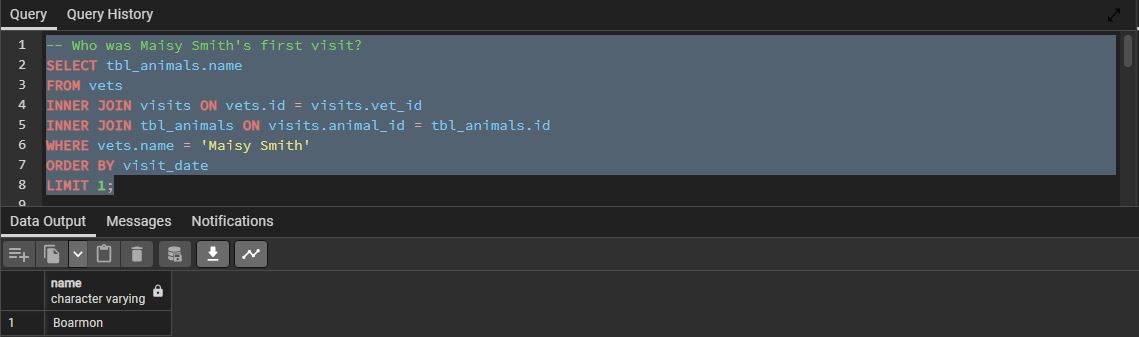 Query Query History
1 -- Who was Maisy Smith's first visit?
2 SELECT tbl_animals.name
3 FROM vets
4 INNER JOIN visits ON vets.id = visits.vet_id
5 INNER JOIN tbl_animals ON visits.animal_id = tbl_animals.id
6 WHERE vets.name = 'Maisy Smith'
7 ORDER BY visit_date
8 LIMIT 1;
9
Data Output Messages Notifications
name
character varying
1 Boarmon